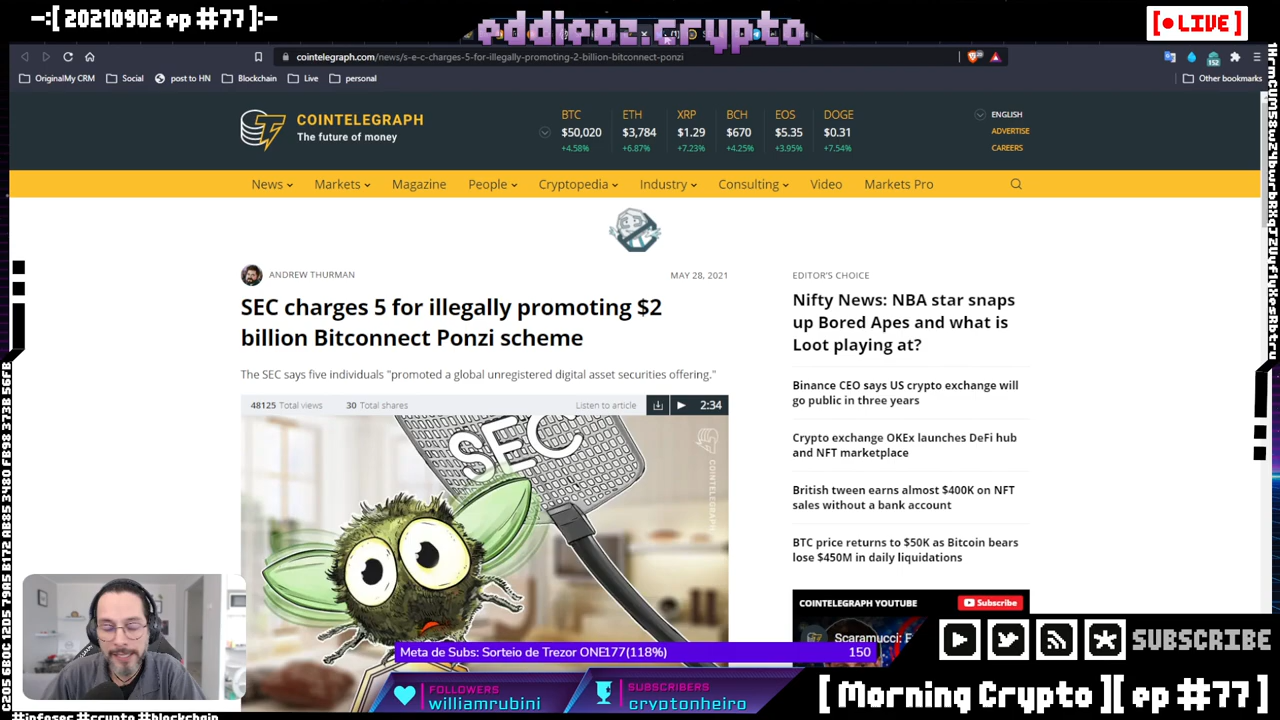 -:[ 20210902 ep #77 ]:-
eddieoz.crypto
[ LIVE ]
cointelegraph.com/news/s-e-c-charges-5-for-illegally-promoting-2-billion-bitconnect-ponzi
152
OriginalMy CRM
Social
post to HN
Blockchain
Live
personal
Other bookmarks
COINTELEGRAPH
The future of money
BTC ETH XRP BCH EOS DOGE
$50,020 $3,784 $1.29 $670 $5.35 $0.31
+4.58% +6.87% +7.23% +4.25% +3.95% +7.54%
ENGLISH
ADVERTISE
CAREERS
News Markets Magazine People Cryptopedia Industry Consulting Video Markets Pro
ANDREW THURMAN
MAY 28, 2021
SEC charges 5 for illegally promoting $2
billion Bitconnect Ponzi scheme
The SEC says five individuals "promoted a global unregistered digital asset securities offering."
48125 Total views
30 Total shares
Listen to article
2:34
SEC
COINTELEGRAPH
EDITOR'S CHOICE
Nifty News: NBA star snaps
up Bored Apes and what is
Loot playing at?
Binance CEO says US crypto exchange will
go public in three years
Crypto exchange OKEx launches DeFi hub
and NFT marketplace
British tween earns almost $400K on NFT
sales without a bank account
BTC price returns to $50K as Bitcoin bears
lose $450M in daily liquidations
COINTELEGRAPH YOUTUBE
Subscribe
Scaramucci: F
Meta de Subs: Sorteio de Trezor ONE177(118%)
150
FOLLOWERS
williamrubini
SUBSCRIBERS
cryptonheiro
SUBSCRIBE
[ Morning Crypto ][ ep #77 ]
#infosec #crypto #blockchain